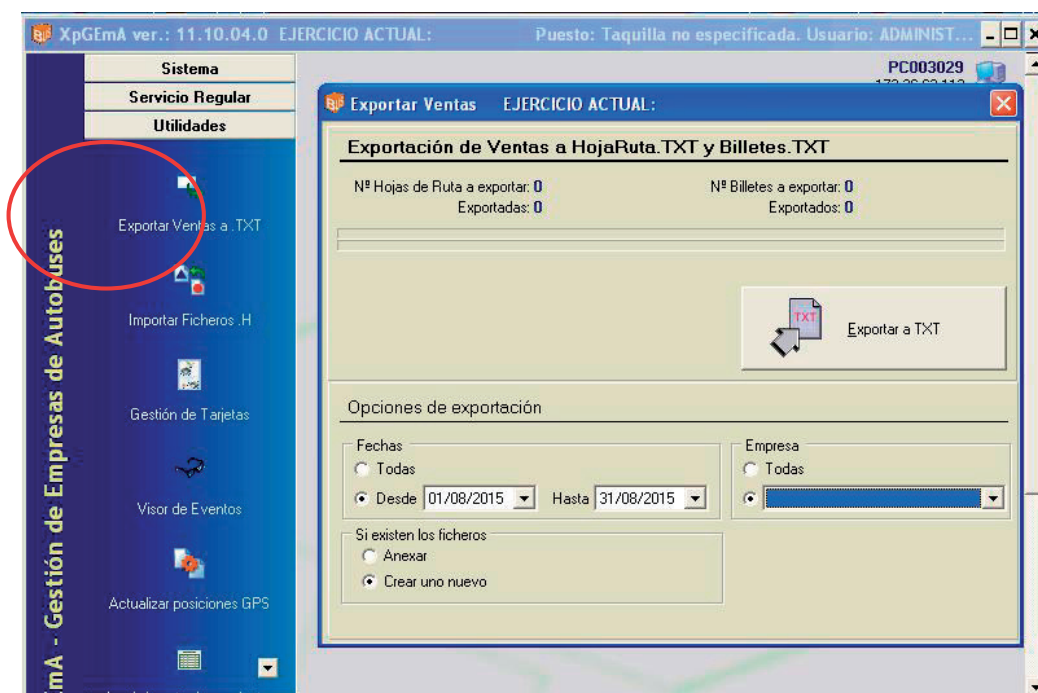 XpGEmA ver.: 11.10.04.0 EJERCICIO ACTUAL: Puesto: Taquilla no especificada. Usuario: ADMINIST...
Sistema
Servicio Regular
Utilidades
Exportar Ventas a .TXT
Importar Ficheros .H
Gestión de Tarjetas
Visor de Eventos
Actualizar posiciones GPS
EmA - Gestión de Empresas de Autobuses
PC003029
Exportar Ventas EJERCICIO ACTUAL:
Exportación de Ventas a HojaRuta.TXT y Billetes.TXT
Nº Hojas de Ruta a exportar: 0 Nº Billetes a exportar: 0
Exportadas: 0 Exportados: 0
TXT
Exportar a TXT
Opciones de exportación
Fechas
Todas
Desde 01/08/2015 Hasta 31/08/2015
Empresa
Todas
Si existen los ficheros
Anexar
Crear uno nuevo